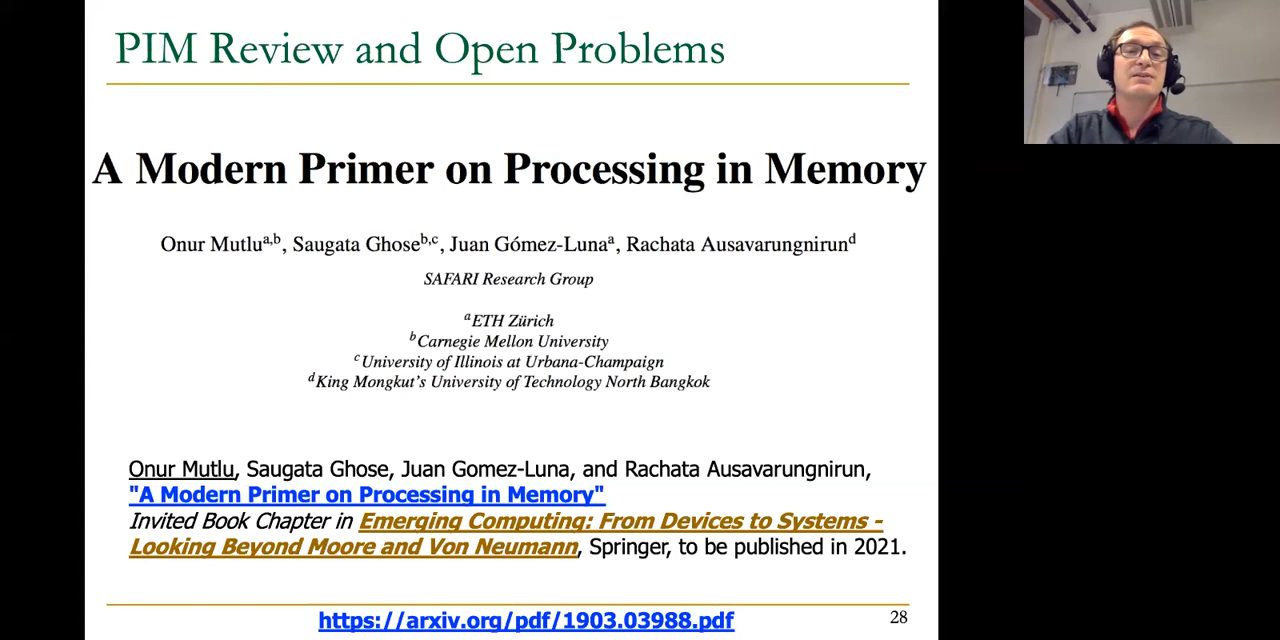 PIM Review and Open Problems
A Modern Primer on Processing in Memory
Onur Mutlua,b, Saugata Ghoseb,c, Juan Gómez-Lunaa, Rachata Ausavarungnirund
SAFARI Research Group
aETH Zürich
bCarnegie Mellon University
cUniversity of Illinois at Urbana-Champaign
dKing Mongkut's University of Technology North Bangkok
Onur Mutlu, Saugata Ghose, Juan Gomez-Luna, and Rachata Ausavarungnirun,
"A Modern Primer on Processing in Memory"
Invited Book Chapter in Emerging Computing: From Devices to Systems -
Looking Beyond Moore and Von Neumann, Springer, to be published in 2021.
https://arxiv.org/pdf/1903.03988.pdf
28